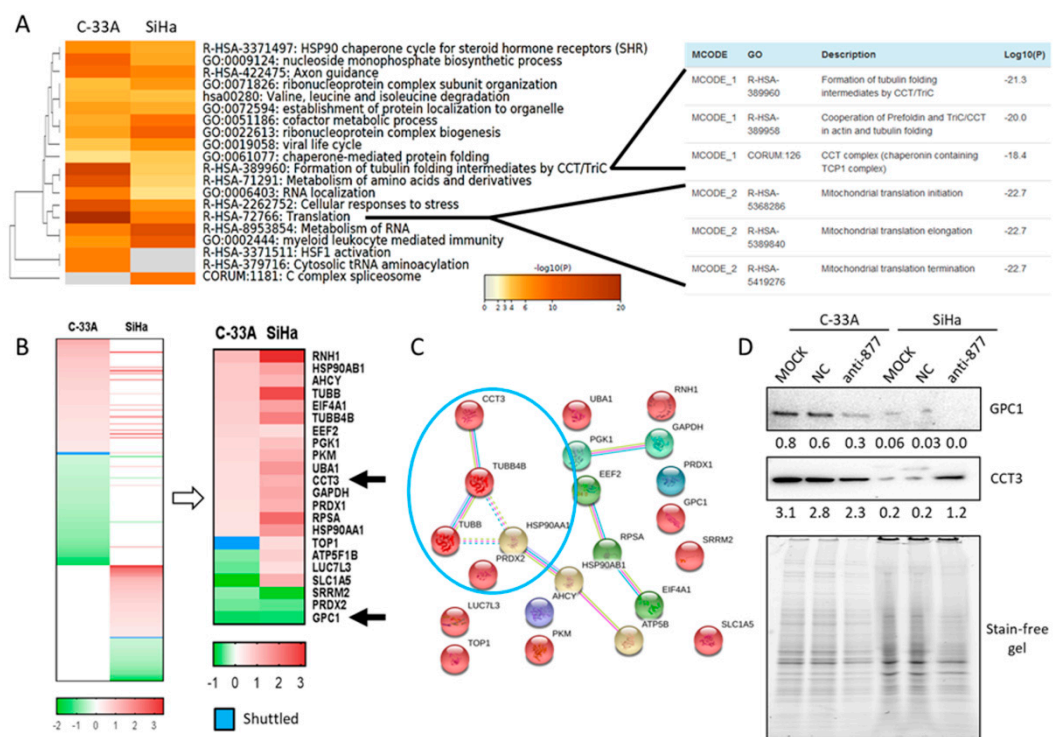 A
C-33A SiHa
R-HSA-3371497: HSP90 chaperone cycle for steroid hormone receptors (SHR)
GO:0009124: nucleoside monophosphate biosynthetic process
R-HSA-422475: Axon guidance
GO:0071826: ribonucleoprotein complex subunit organization
hsa00280: Valine, leucine and isoleucine degradation
GO:0072594: establishment of protein localization to organelle
GO:0051186: cofactor metabolic process
GO:0022613: ribonucleoprotein complex biogenesis
GO:0019058: viral life cycle
GO:0061077: chaperone-mediated protein folding
R-HSA-389960: Formation of tubulin folding intermediates by CCT/TriC
R-HSA-71291: Metabolism of amino acids and derivatives
GO:0006403: RNA localization
R-HSA-2262752: Cellular responses to stress
R-HSA-72766: Translation
R-HSA-8953854: Metabolism of RNA
GO:0002444: myeloid leukocyte mediated immunity
R-HSA-3371511: HSF1 activation
R-HSA-379716: Cytosolic tRNA aminoacylation
CORUM:1181: C complex spliceosome
-log10(P)
0 2 3 4 6 10 20
MCODE GO Description Log10(P)
MCODE_1 R-HSA- Formation of tubulin folding -21.3
389960 intermediates by CCT/TriC
MCODE_1 R-HSA- Cooperation of Prefoldin and TriC/CCT -20.0
389958 in actin and tubulin folding
MCODE_1 CORUM:126 CCT complex (chaperonin containing -18.4
TCP1 complex)
MCODE_2 R-HSA- Mitochondrial translation initiation -22.7
5368286
MCODE_2 R-HSA- Mitochondrial translation elongation -22.7
5389840
MCODE_2 R-HSA- Mitochondrial translation termination -22.7
5419276
B
C-33A SiHa
-2 -1 0 1 2 3
C-33A SiHa
RNH1
HSP90AB1
AHCY
TUBB
EIF4A1
TUBB4B
EEF2
PGK1
PKM
UBA1
CCT3
GAPDH
PRDX1
RPSA
HSP90AA1
TOP1
ATP5F1B
LUC7L3
SLC1A5
SRRM2
PRDX2
GPC1
-1 0 1 2 3
Shuttled
C
CCT3
UBA1
RNH1
GAPDH
PGK1
TUBB4B
EEF2
PRDX1
GPC1
TUBB
HSP90AA1
RPSA
SRRM2
PRDX2
HSP90AB1
AHCY
EIF4A1
LUC7L3
ATP5B
PKM
SLC1A5
TOP1
D
C-33A SiHa
MOCK NC anti-877 MOCK NC anti-877
GPC1
0.8 0.6 0.3 0.06 0.03 0.0
CCT3
3.1 2.8 2.3 0.2 0.2 1.2
Stain-free
gel